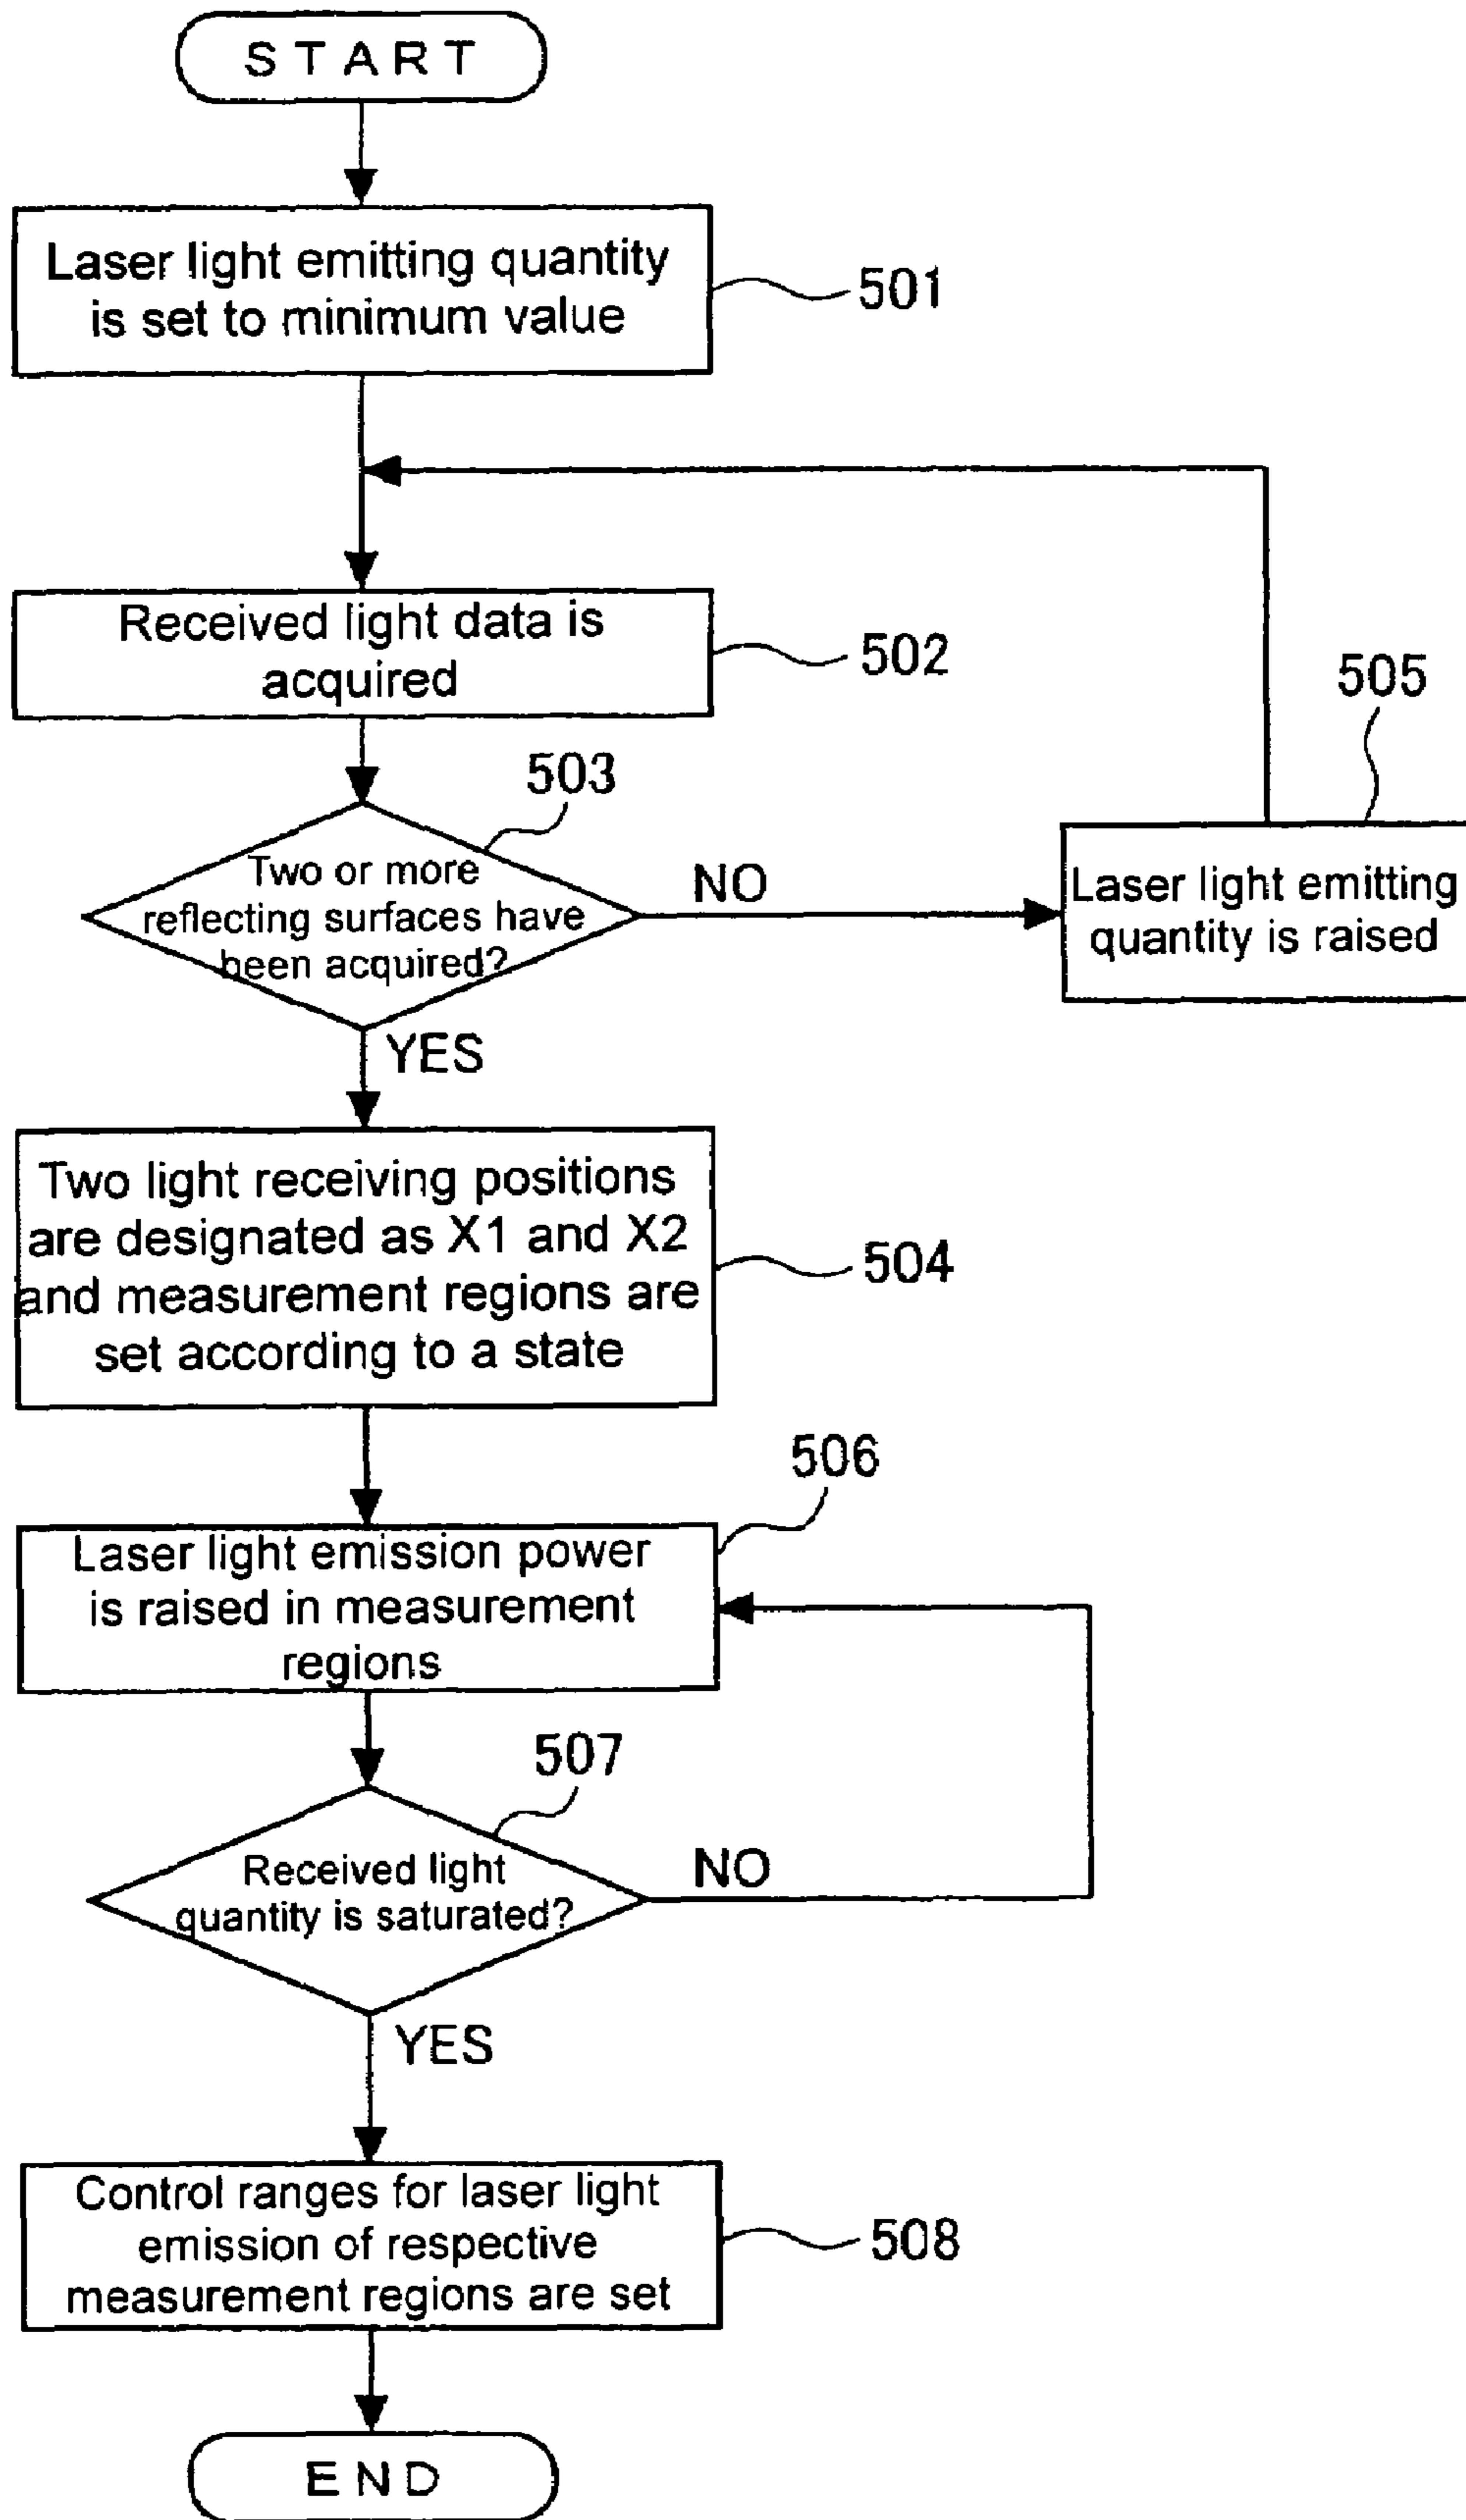 START
Laser light emitting quantity
is set to minimum value
501
Received light data is
acquired
502
503
Two or more
reflecting surfaces have
been acquired?
NO
505
Laser light emitting
quantity is raised
YES
Two light receiving positions
are designated as X1 and X2
and measurement regions are
set according to a state
504
506
Laser light emission power
is raised in measurement
regions
507
Received light
quantity is saturated?
NO
YES
Control ranges for laser light
emission of respective
measurement regions are set
508
END